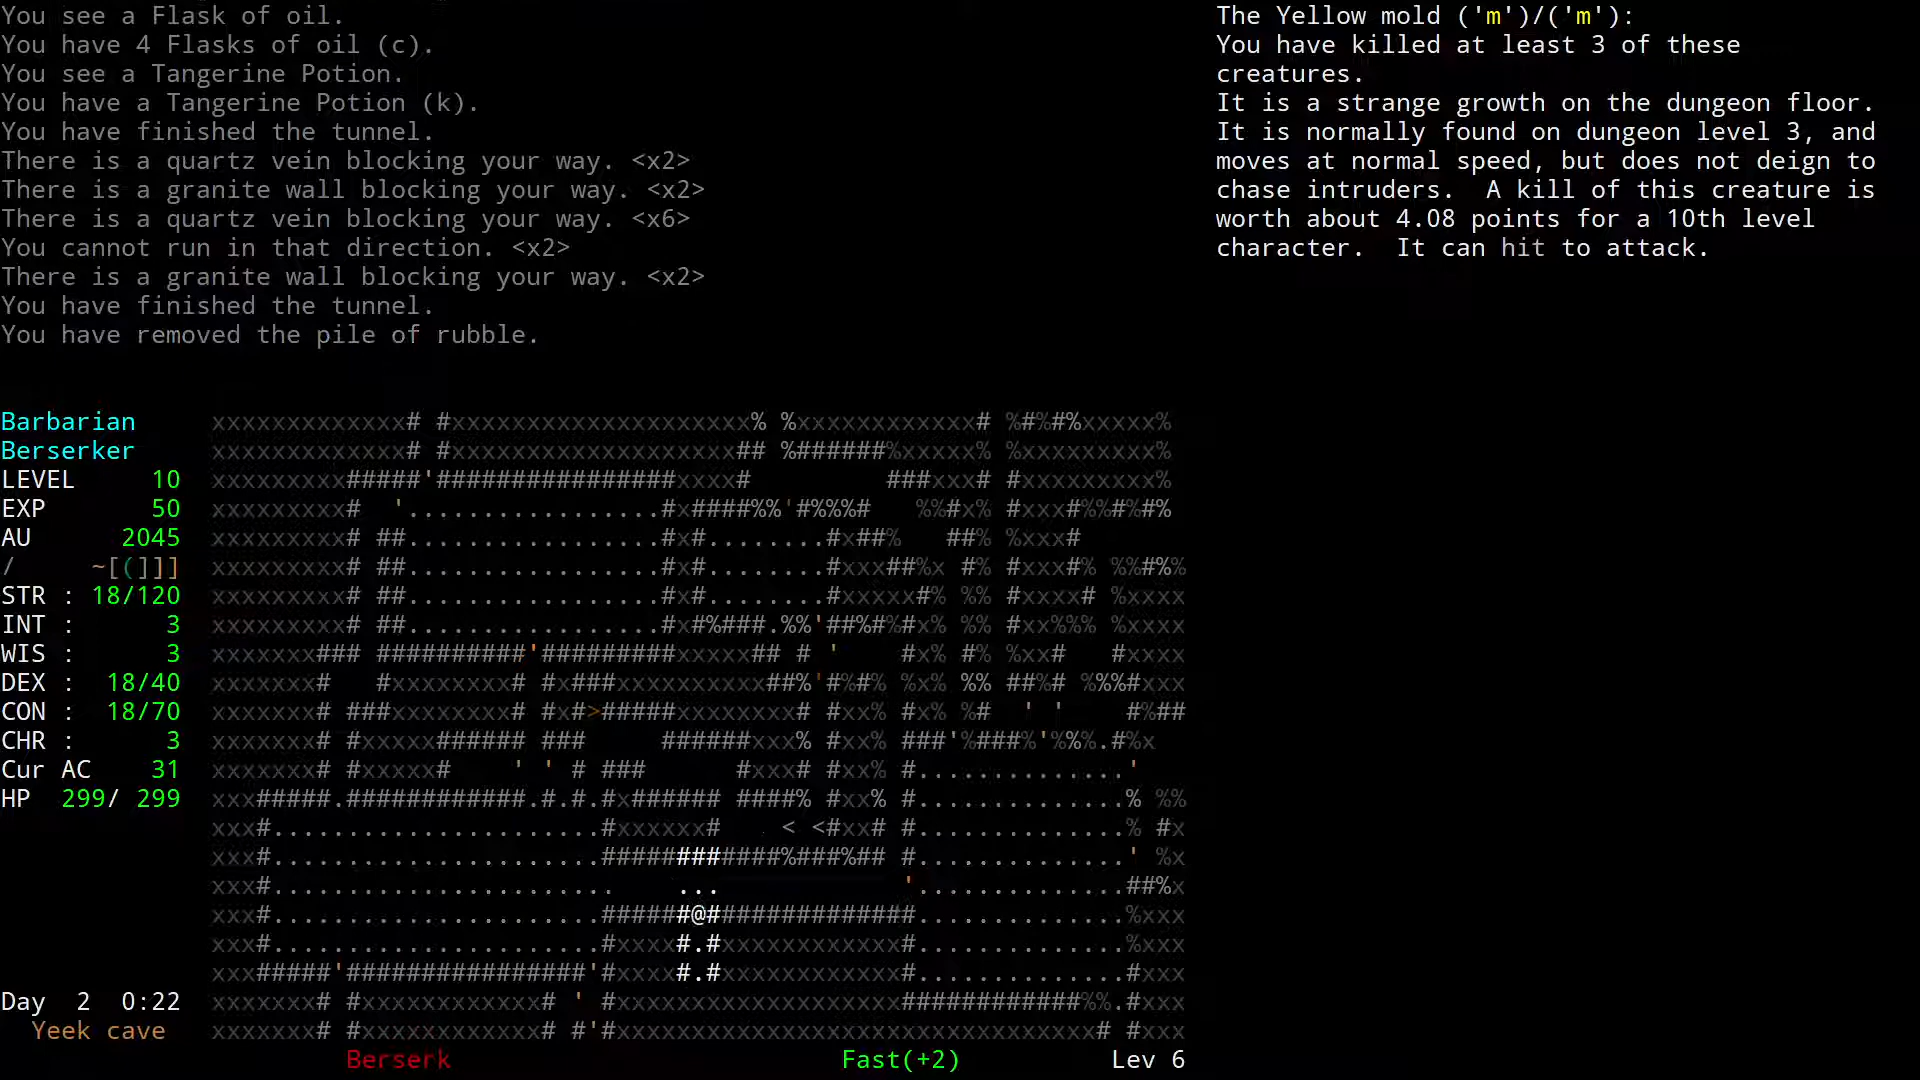 You see a Flask of oil.
You have 4 Flasks of oil (c).
You see a Tangerine Potion.
You have a Tangerine Potion (k).
You have finished the tunnel.
There is a quartz vein blocking your way. <x2>
There is a granite wall blocking your way. <x2>
There is a quartz vein blocking your way. <x6>
You cannot run in that direction. <x2>
There is a granite wall blocking your way. <x2>
You have finished the tunnel.
You have removed the pile of rubble.
The Yellow mold ('m')/('m'):
You have killed at least 3 of these
creatures.
It is a strange growth on the dungeon floor.
It is normally found on dungeon level 3, and
moves at normal speed, but does not deign to
chase intruders.  A kill of this creature is
worth about 4.08 points for a 10th level
character.  It can hit to attack.
Barbarian
Berserker
LEVEL 10
EXP 50
AU 2045
/ ~[(]]]
STR : 18/120
INT : 3
WIS : 3
DEX : 18/40
CON : 18/70
CHR : 3
Cur AC 31
HP 299/ 299
Day 2 0:22
Yeek cave
Berserk
Fast(+2)
Lev 6